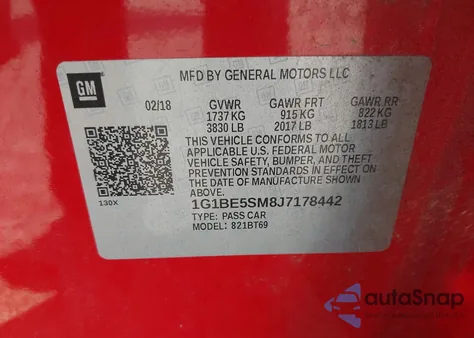 GM
MFD BY GENERAL MOTORS LLC
02/18 GVWR GAWR FRT GAWR RR
1737 KG 915 KG 822 KG
3830 LB 2017 LB 1813 LB
THIS VEHICLE CONFORMS TO ALL
APPLICABLE U.S. FEDERAL MOTOR
VEHICLE SAFETY, BUMPER, AND THEFT
PREVENTION STANDARDS IN EFFECT ON
THE DATE OF MANUFACTURE SHOWN
ABOVE.
130X
1G1BE5SM8J7178442
TYPE: PASS CAR
MODEL: 821BT69
autoSnap